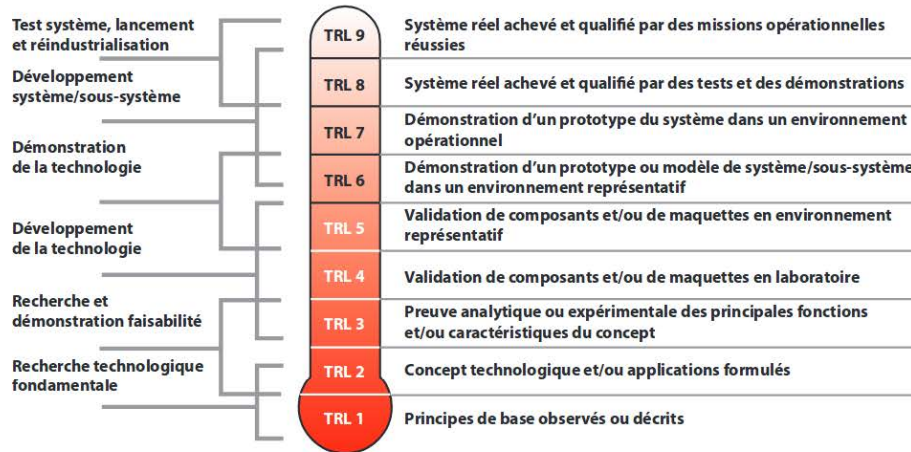 Test système, lancement
et réindustrialisation
Développement
système/sous-système
Démonstration
de la technologie
Développement
de la technologie
Recherche et
démonstration faisabilité
Recherche technologique
fondamentale
TRL 9
Système réel achevé et qualifié par des missions opérationnelles
réussies
TRL 8
Système réel achevé et qualifié par des tests et des démonstrations
TRL 7
Démonstration d’un prototype du système dans un environnement
opérationnel
TRL 6
Démonstration d’un prototype ou modèle de système/sous-système
dans un environnement représentatif
TRL 5
Validation de composants et/ou de maquettes en environnement
représentatif
TRL 4
Validation de composants et/ou de maquettes en laboratoire
TRL 3
Preuve analytique ou expérimentale des principales fonctions
et/ou caractéristiques du concept
TRL 2
Concept technologique et/ou applications formulés
TRL 1
Principes de base observés ou décrits